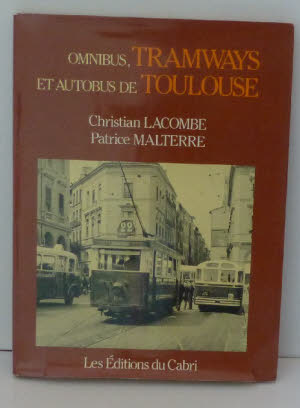 OMNIBUS, TRAMWAYS
ET AUTOBUS DE TOULOUSE
Christian LACOMBE
Patrice MALTERRE
Les Éditions du Cabri